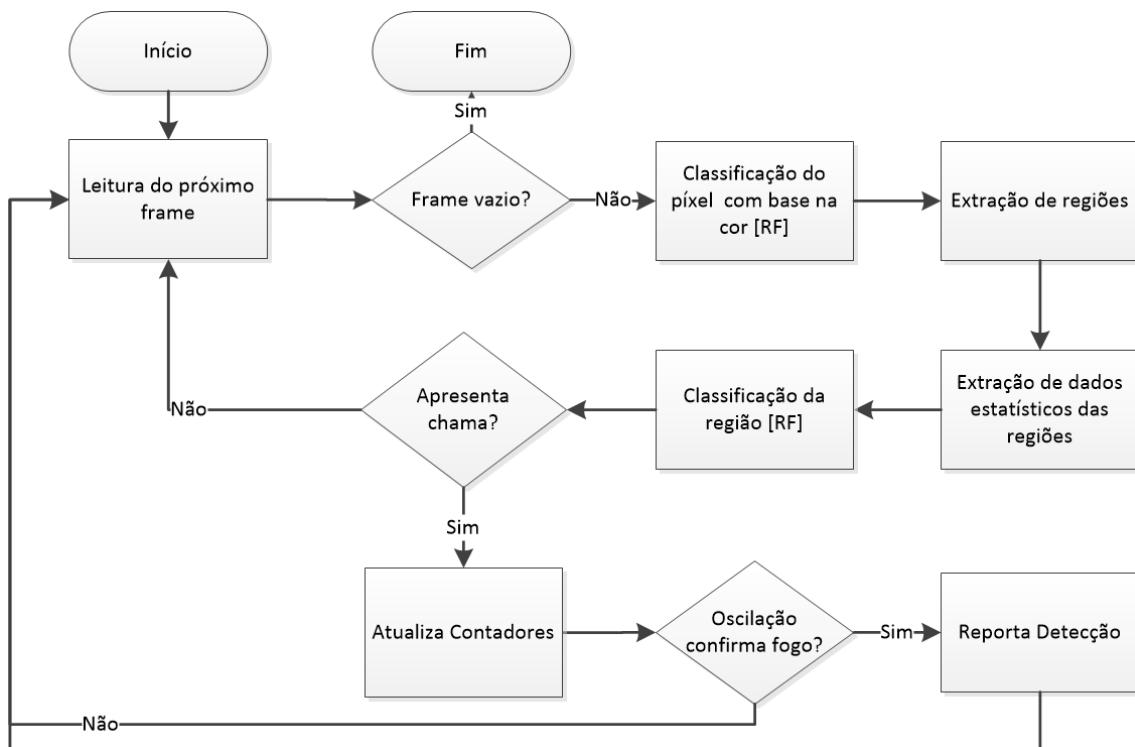 Início
Fim
Sim
Leitura do próximo
frame
Frame vazio?
Não
Classificação do
píxel com base na
cor [RF]
Extração de regiões
Extração de dados
estatísticos das
regiões
Classificação da
região [RF]
Apresenta
chama?
Não
Sim
Atualiza Contadores
Oscilação
confirma fogo?
Sim
Reporta Detecção
Não